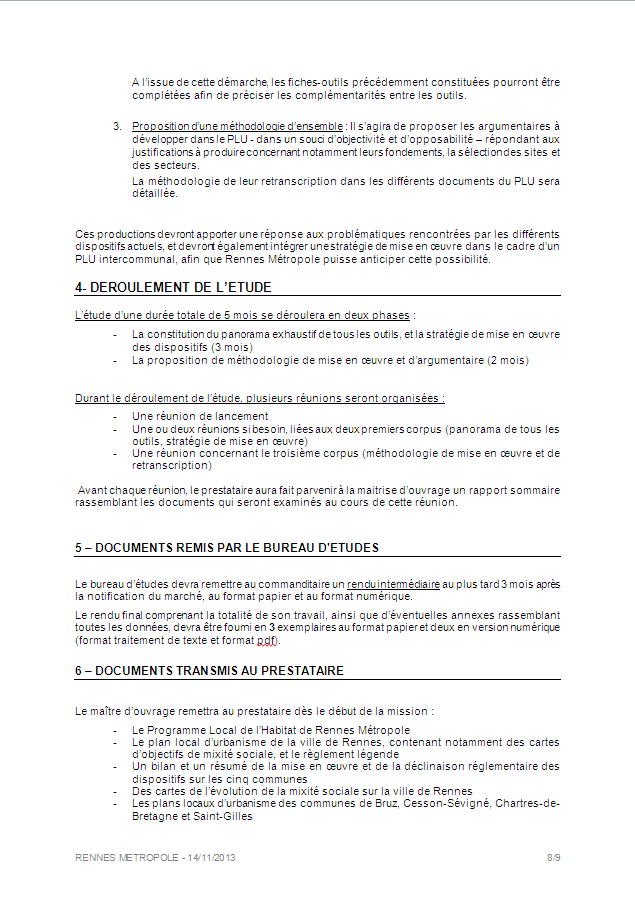 A l'issue de cette démarche, les fiches-outils précédemment constituées pourront être
complétées afin de préciser les complémentarités entre les outils.
3. Proposition d'une méthodologie d'ensemble : Il s'agira de proposer les argumentaires à
développer dans le PLU - dans un souci d'objectivité et d'opposabilité – répondant aux
justifications à produire concernant notamment leurs fondements, la sélection des sites et
des secteurs.
La méthodologie de leur retranscription dans les différents documents du PLU sera
détaillée.
Ces productions devront apporter une réponse aux problématiques rencontrées par les différents
dispositifs actuels, et devront également intégrer une stratégie de mise en œuvre dans le cadre d'un
PLU intercommunal, afin que Rennes Métropole puisse anticiper cette possibilité.
4- DEROULEMENT DE L'ETUDE
L'étude d'une durée totale de 5 mois se déroulera en deux phases :
- La constitution du panorama exhaustif de tous les outils, et la stratégie de mise en œuvre
des dispositifs (3 mois)
- La proposition de méthodologie de mise en œuvre et d'argumentaire (2 mois)
Durant le déroulement de l'étude, plusieurs réunions seront organisées :
- Une réunion de lancement
- Une ou deux réunions si besoin, liées aux deux premiers corpus (panorama de tous les
outils, stratégie de mise en œuvre)
- Une réunion concernant le troisième corpus (méthodologie de mise en œuvre et de
retranscription)
Avant chaque réunion, le prestataire aura fait parvenir à la maitrise d'ouvrage un rapport sommaire
rassemblant les documents qui seront examinés au cours de cette réunion.
5 – DOCUMENTS REMIS PAR LE BUREAU D'ETUDES
Le bureau d'études devra remettre au commanditaire un rendu intermédiaire au plus tard 3 mois après
la notification du marché, au format papier et au format numérique.
Le rendu final comprenant la totalité de son travail, ainsi que d'éventuelles annexes rassemblant
toutes les données, devra être fourni en 3 exemplaires au format papier et deux en version numérique
(format traitement de texte et format pdf).
6 – DOCUMENTS TRANSMIS AU PRESTATAIRE
Le maître d'ouvrage remettra au prestataire dès le début de la mission :
- Le Programme Local de l'Habitat de Rennes Métropole
- Le plan local d'urbanisme de la ville de Rennes, contenant notamment des cartes
d'objectifs de mixité sociale, et le règlement légende
- Un bilan et un résumé de la mise en œuvre et de la déclinaison réglementaire des
dispositifs sur les cinq communes
- Des cartes de l'évolution de la mixité sociale sur la ville de Rennes
- Les plans locaux d'urbanisme des communes de Bruz, Cesson-Sévigné, Chartres-de-
Bretagne et Saint-Gilles
RENNES METROPOLE - 14/11/2013 8/9